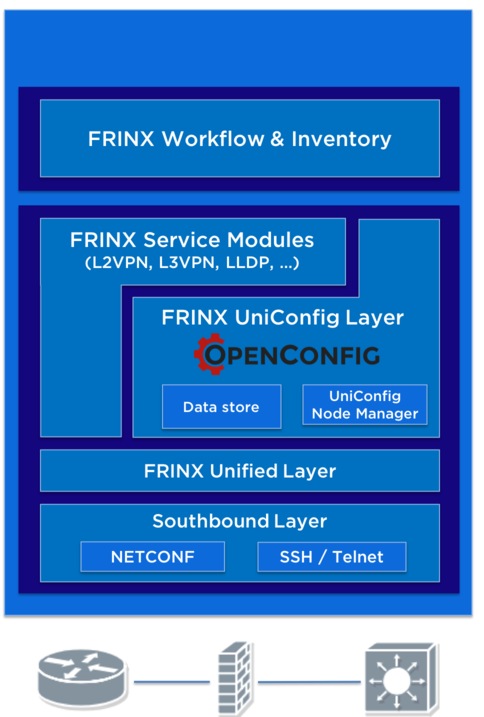 FRINX Workflow & Inventory
FRINX Service Modules
(L2VPN, L3VPN, LLDP, ...)
FRINX UniConfig Layer
OPENCONFIG
Data store
UniConfig
Node Manager
FRINX Unified Layer
Southbound Layer
NETCONF
SSH / Telnet